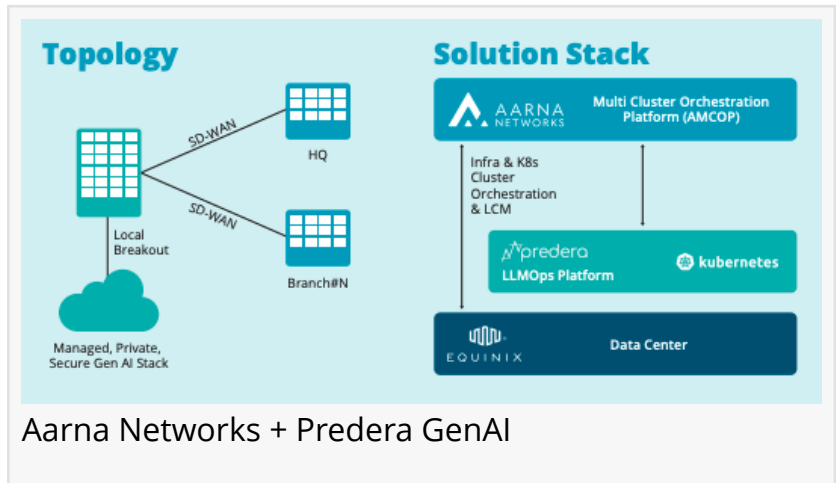 Topology
SD-WAN
HQ
SD-WAN
Local
Breakout
Branch#N
Managed, Private,
Secure Gen AI Stack
Solution Stack
AARNA
NETWORKS
Multi Cluster Orchestration
Platform (AMCOP)
Infra & K8s
Cluster
Orchestration
& LCM
predera
LLMOps Platform
kubernetes
EQUINIX
Data Center
Aarna Networks + Predera GenAI